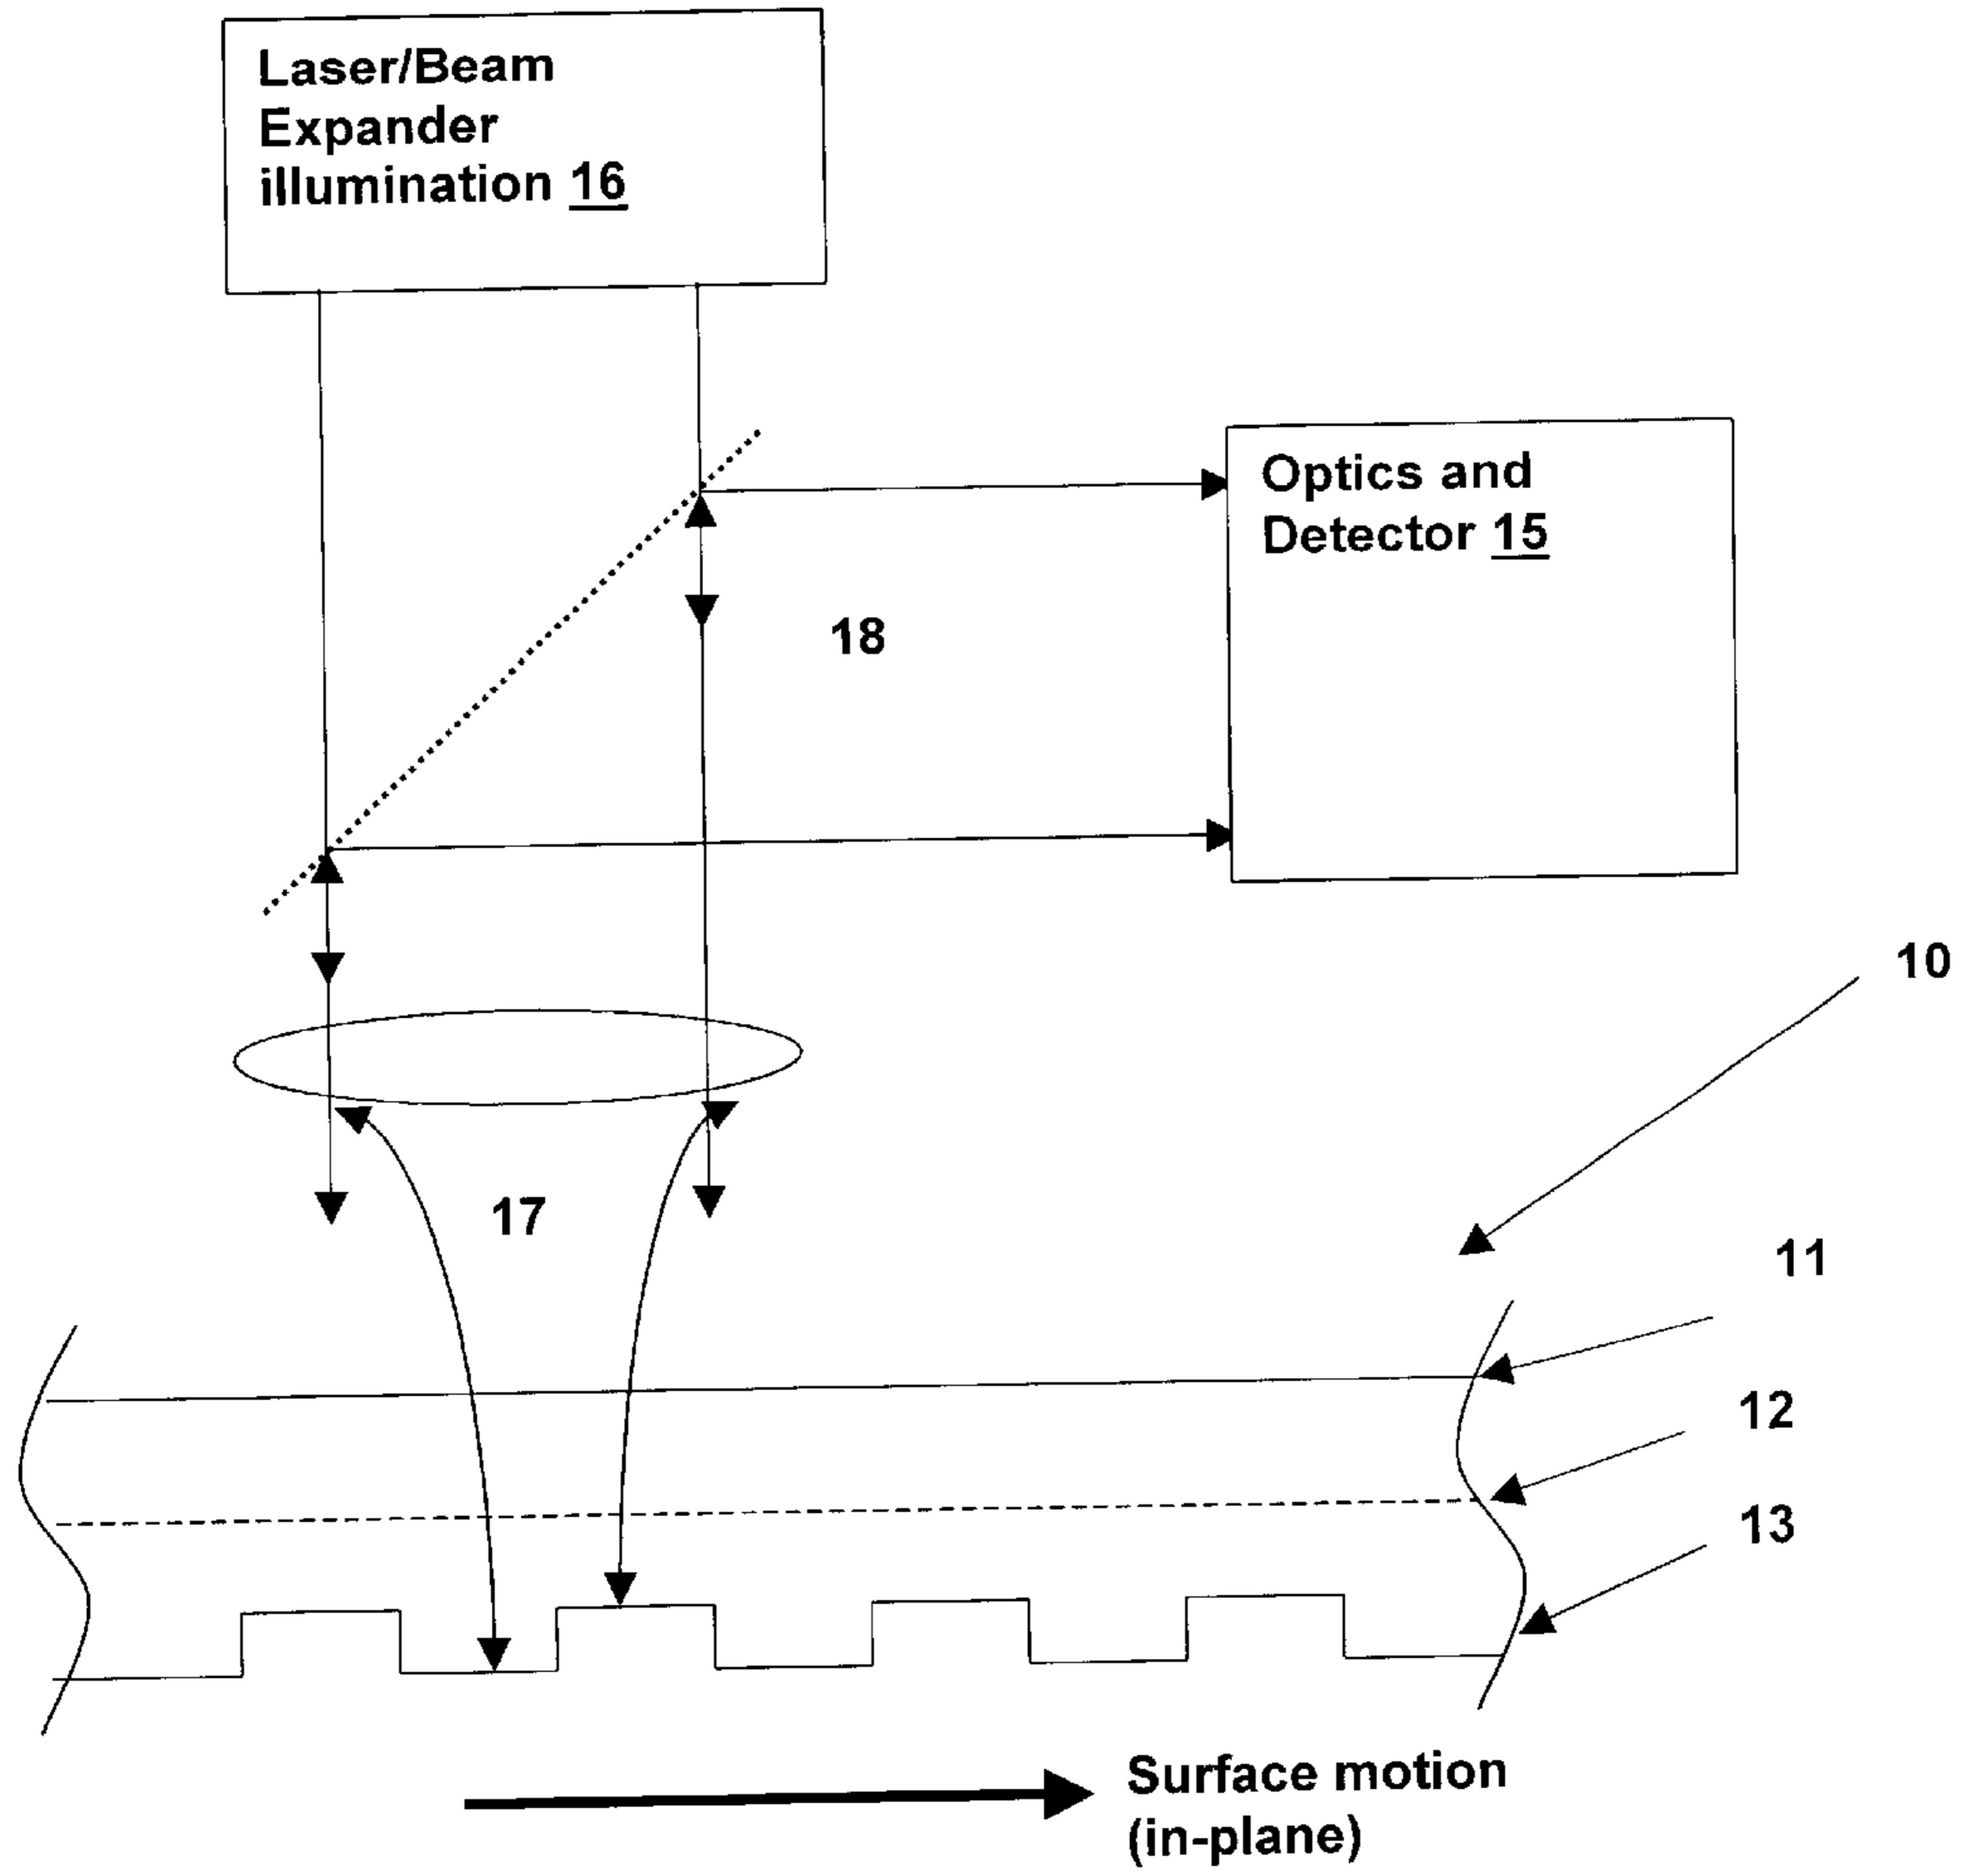 Laser/Beam
Expander
illumination 16
Optics and
Detector 15
18
10
17
11
12
13
Surface motion
(in-plane)